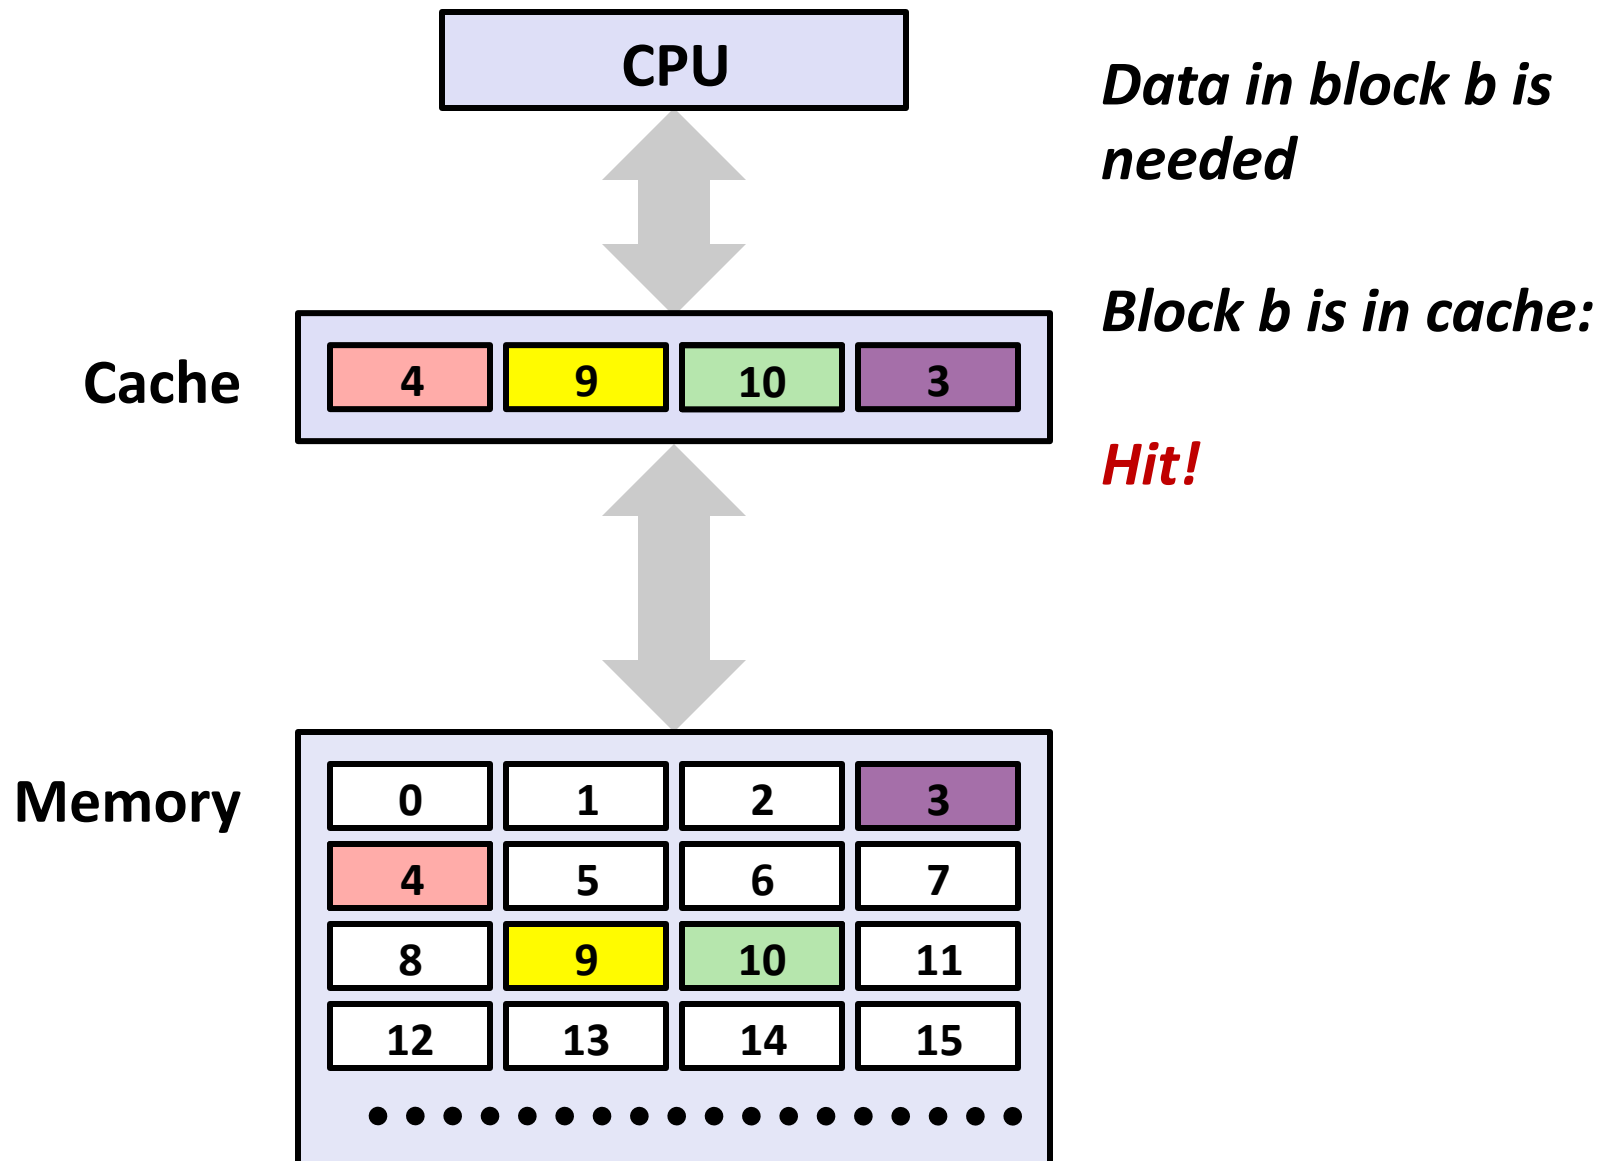 CPU
Data in block b is
needed
Block b is in cache:
Cache
4 9 10 3
Hit!
Memory
0 1 2 3
4 5 6 7
8 9 10 11
12 13 14 15